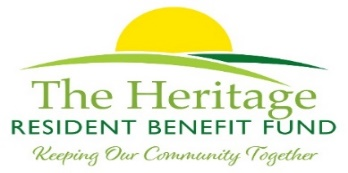 The Heritage
RESIDENT BENEFIT FUND
Keeping Our Community Together